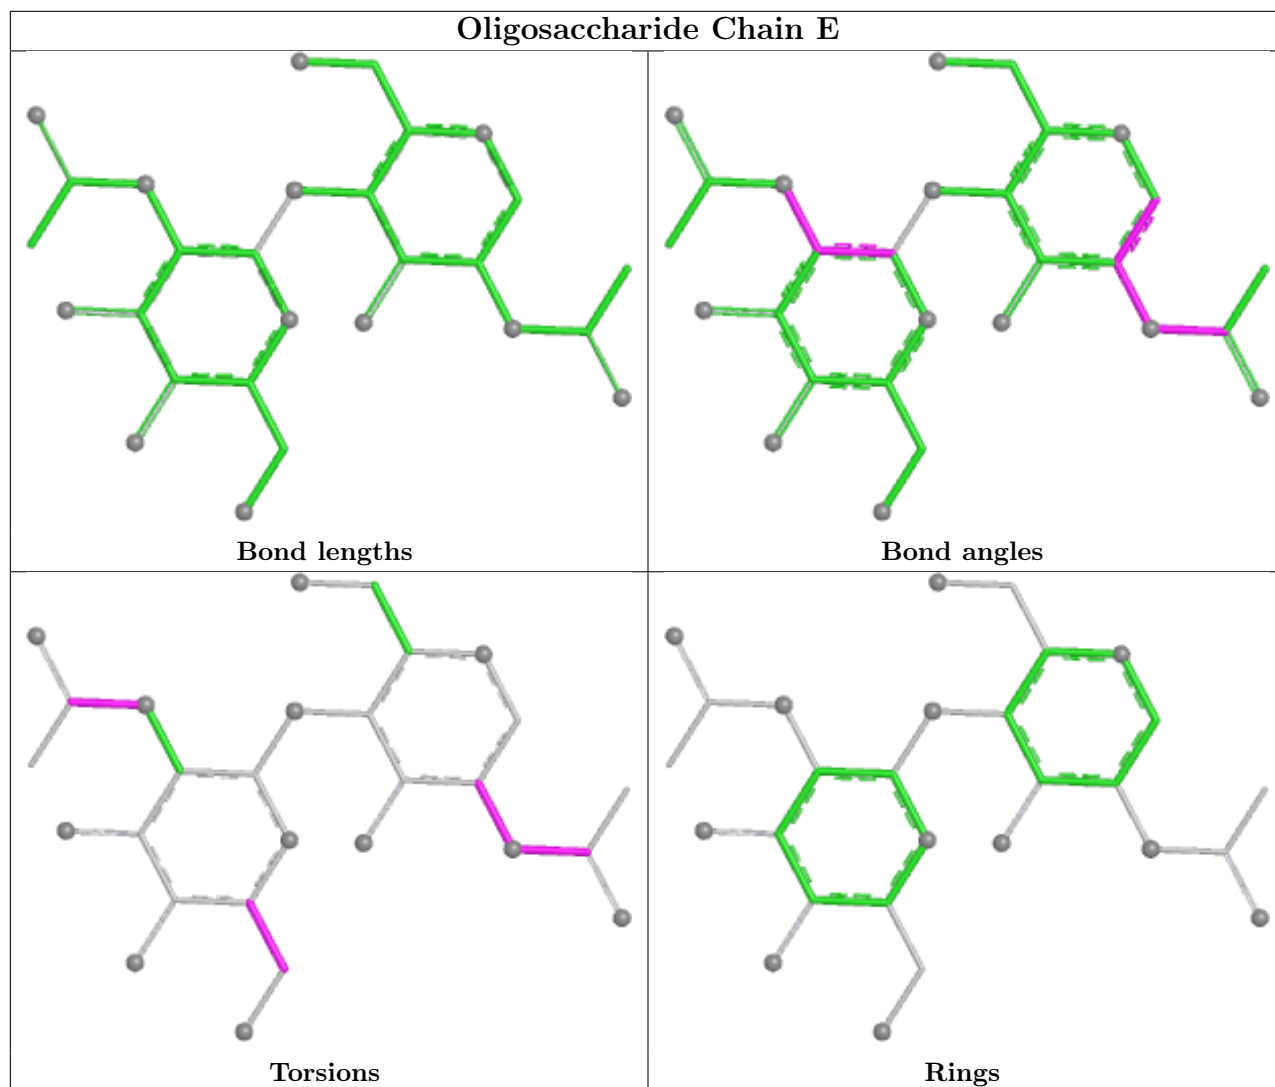 Oligosaccharide Chain E
Bond lengths
Bond angles
Torsions
Rings